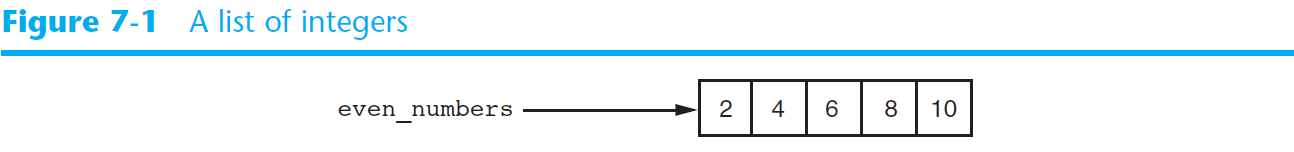 Figure 7-1 A list of integers
even_numbers 2 4 6 8 10